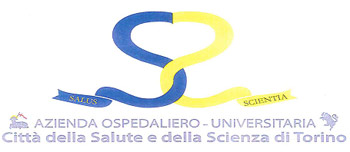 SALUS
SCIENTIA
AZIENDA OSPEDALIERO - UNIVERSITARIA
Città della Salute e della Scienza di Torino